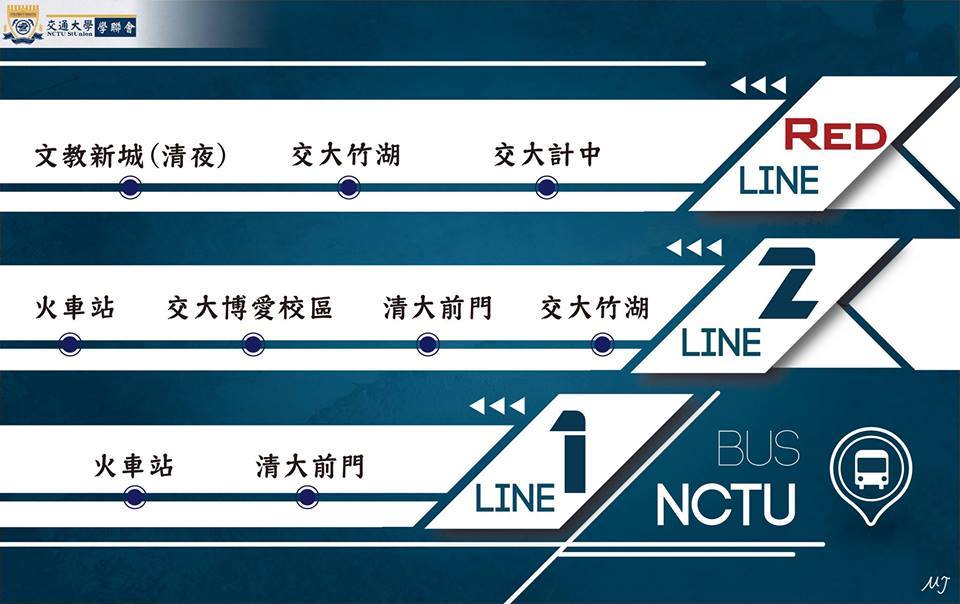 交通大學
NCTU StUnion
學聯會
文教新城(清夜) 交大竹湖 交大計中
RED
LINE
火車站 交大博愛校區 清大前門 交大竹湖
2
LINE
火車站 清大前門
1
LINE
BUS
NCTU
MJ